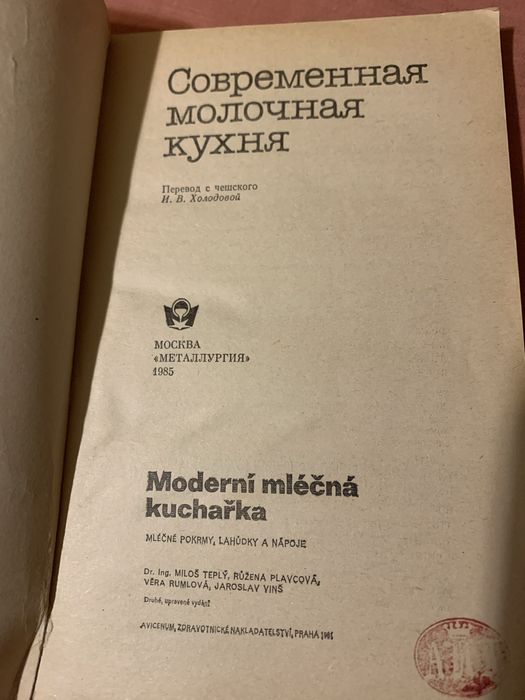 Современная
молочная
кухня
Перевод с чешского
И. В. Холодовой
МОСКВА
«МЕТАЛЛУРГИЯ»
1985
Moderní mléčná
kuchařka
MLÉČNÉ POKRMY, LAHŮDKY A NÁPOJE
Dr. Ing. MILOŠ TEPLÝ, RŮŽENA PLAVCOVÁ,
VĚRA RUMLOVÁ, JAROSLAV VINŠ
Druhé, upravené vydání
AVICENUM, ZDRAVOTNICKÉ NAKLADATELSTVÍ, PRAHA 1981